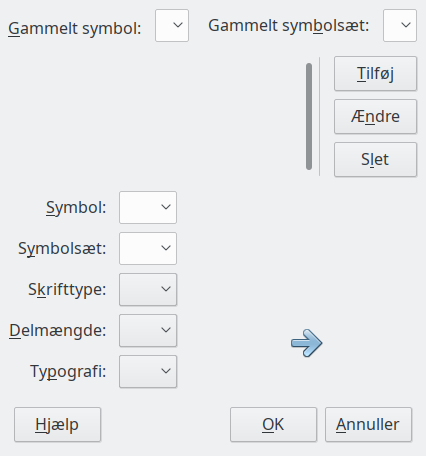 Gammelt symbol: Gammelt symbolsæt:
Tilføj
Ændre
Slet
Symbol:
Symbolsæt:
Skrifttype:
Delmængde:
Typografi:
Hjælp OK Annuller